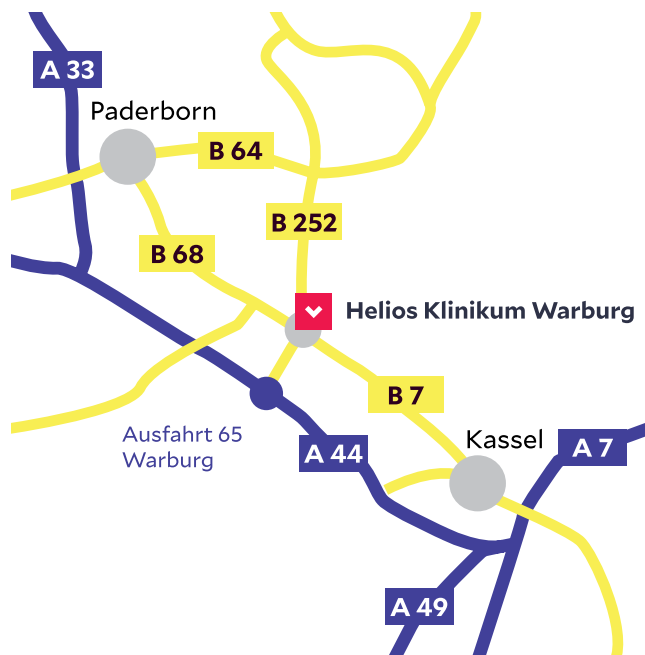 A 33
Paderborn
B 64
B 252
B 68
Helios Klinikum Warburg
B 7
Ausfahrt 65
Warburg
A 44
Kassel
A 7
A 49